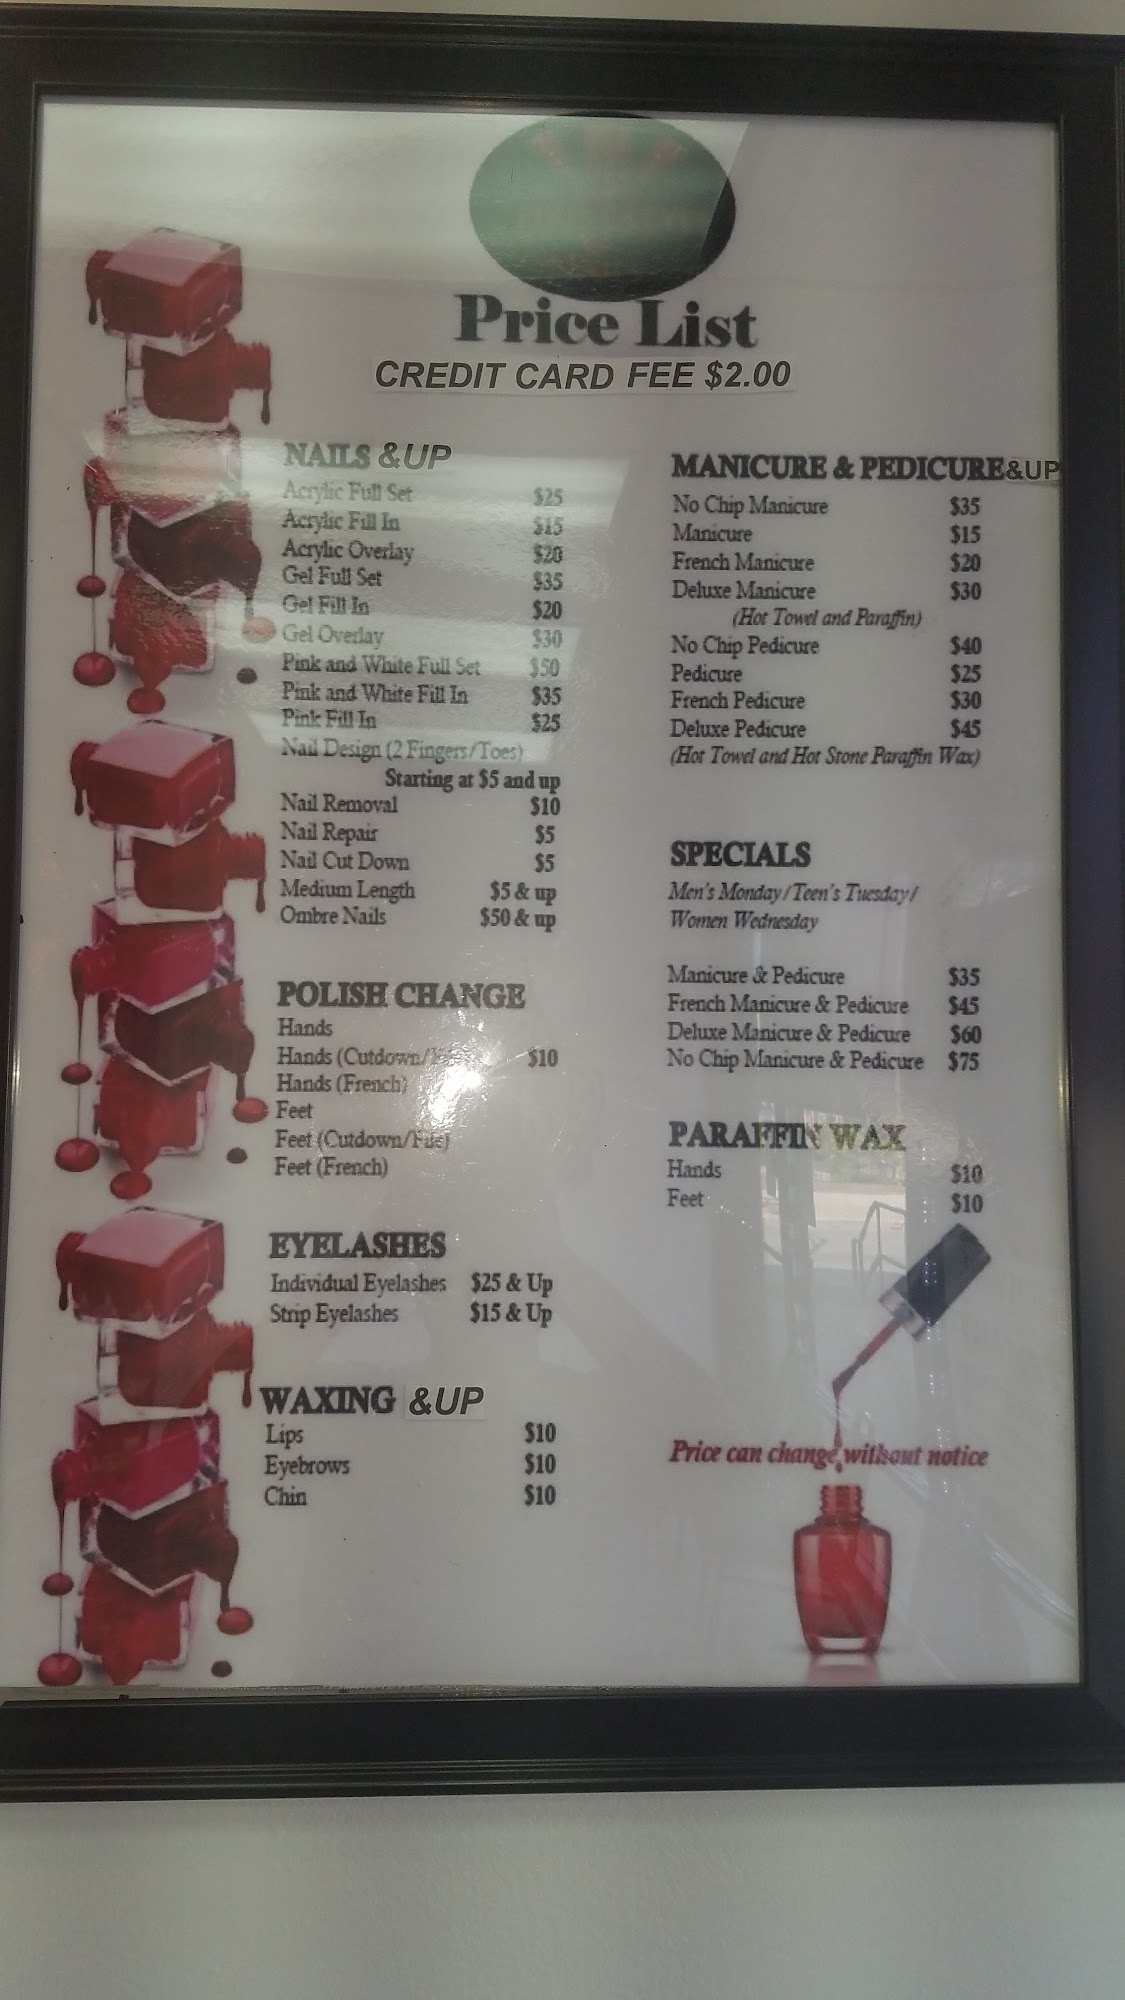 Price List
CREDIT CARD FEE $2.00
NAILS &UP
Acrylic Full Set $25
Acrylic Fill In $15
Acrylic Overlay $20
Gel Full Set $35
Gel Fill In $20
Gel Overlay $30
Pink and White Full Set $50
Pink and White Fill In $35
Pink Fill In $25
Nail Design (2 Fingers/Toes)
Starting at $5 and up
Nail Removal $10
Nail Repair $5
Nail Cut Down $5
Medium Length $5 & up
Ombre Nails $50 & up
POLISH CHANGE
Hands
Hands (Cutdown/ $10
Hands (French)
Feet
Feet (Cutdown/File)
Feet (French)
EYELASHES
Individual Eyelashes $25 & Up
Strip Eyelashes $15 & Up
WAXING &UP
Lips $10
Eyebrows $10
Chin $10
MANICURE & PEDICURE &UP
No Chip Manicure $35
Manicure $15
French Manicure $20
Deluxe Manicure $30
(Hot Towel and Paraffin)
No Chip Pedicure $40
Pedicure $25
French Pedicure $30
Deluxe Pedicure $45
(Hot Towel and Hot Stone Paraffin Wax)
SPECIALS
Men's Monday/Teen's Tuesday/
Women Wednesday
Manicure & Pedicure $35
French Manicure & Pedicure $45
Deluxe Manicure & Pedicure $60
No Chip Manicure & Pedicure $75
PARAFFIN WAX
Hands $10
Feet $10
Price can change without notice